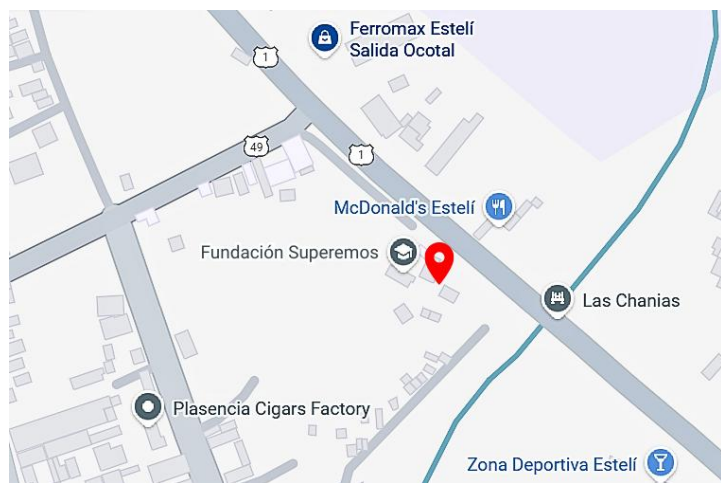 Ferromax Estelí
Salida Ocotal
1
49
1
McDonald's Estelí
Fundación Superemos
Las Chanias
Plasencia Cigars Factory
Zona Deportiva Estelí